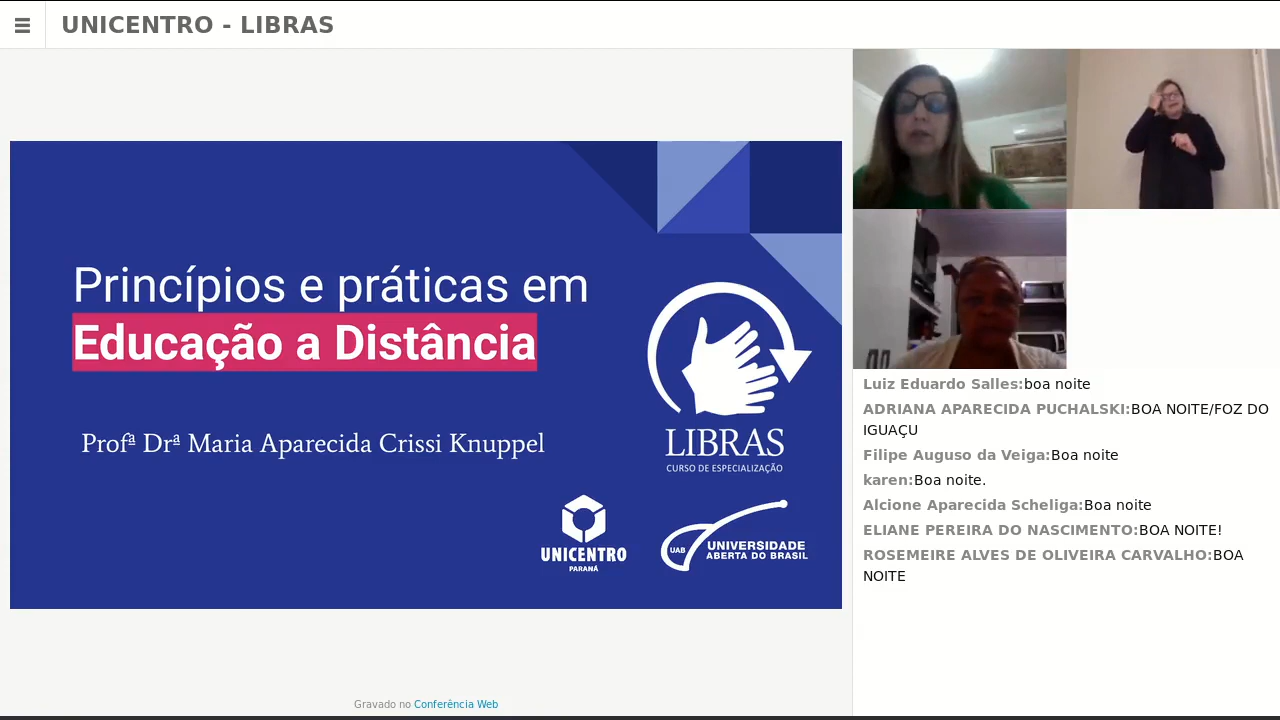 UNICENTRO - LIBRAS
Princípios e práticas em
Educação a Distância
Profª Drª Maria Aparecida Crissi Knuppel
LIBRAS
CURSO DE ESPECIALIZAÇÃO
UNICENTRO
PARANÁ
UAB
UNIVERSIDADE
ABERTA DO BRASIL
Luiz Eduardo Salles:boa noite
ADRIANA APARECIDA PUCHALSKI:BOA NOITE/FOZ DO
IGUAÇU
Filipe Auguso da Veiga:Boa noite
karen:Boa noite.
Alcione Aparecida Scheliga:Boa noite
ELIANE PEREIRA DO NASCIMENTO:BOA NOITE!
ROSEMEIRE ALVES DE OLIVEIRA CARVALHO:BOA
NOITE
Gravado no Conferência Web